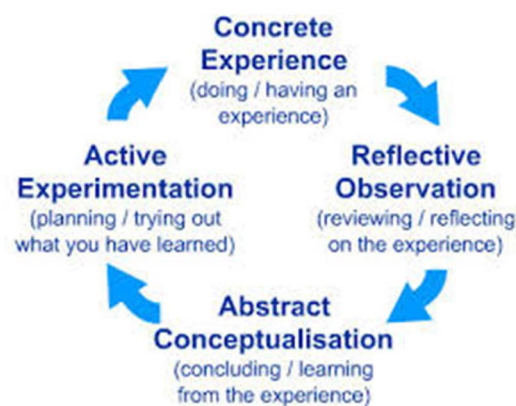 Concrete
Experience
(doing / having an
experience)
Reflective
Observation
(reviewing / reflecting
on the experience)
Abstract
Conceptualisation
(concluding / learning
from the experience)
Active
Experimentation
(planning / trying out
what you have learned)